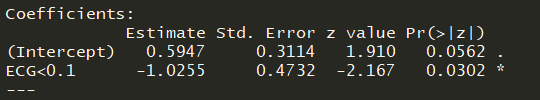 Coefficients:
Estimate Std. Error z value Pr(>|z|)
(Intercept) 0.5947 0.3114 1.910 0.0562 .
ECG<0.1 -1.0255 0.4732 -2.167 0.0302 *
---